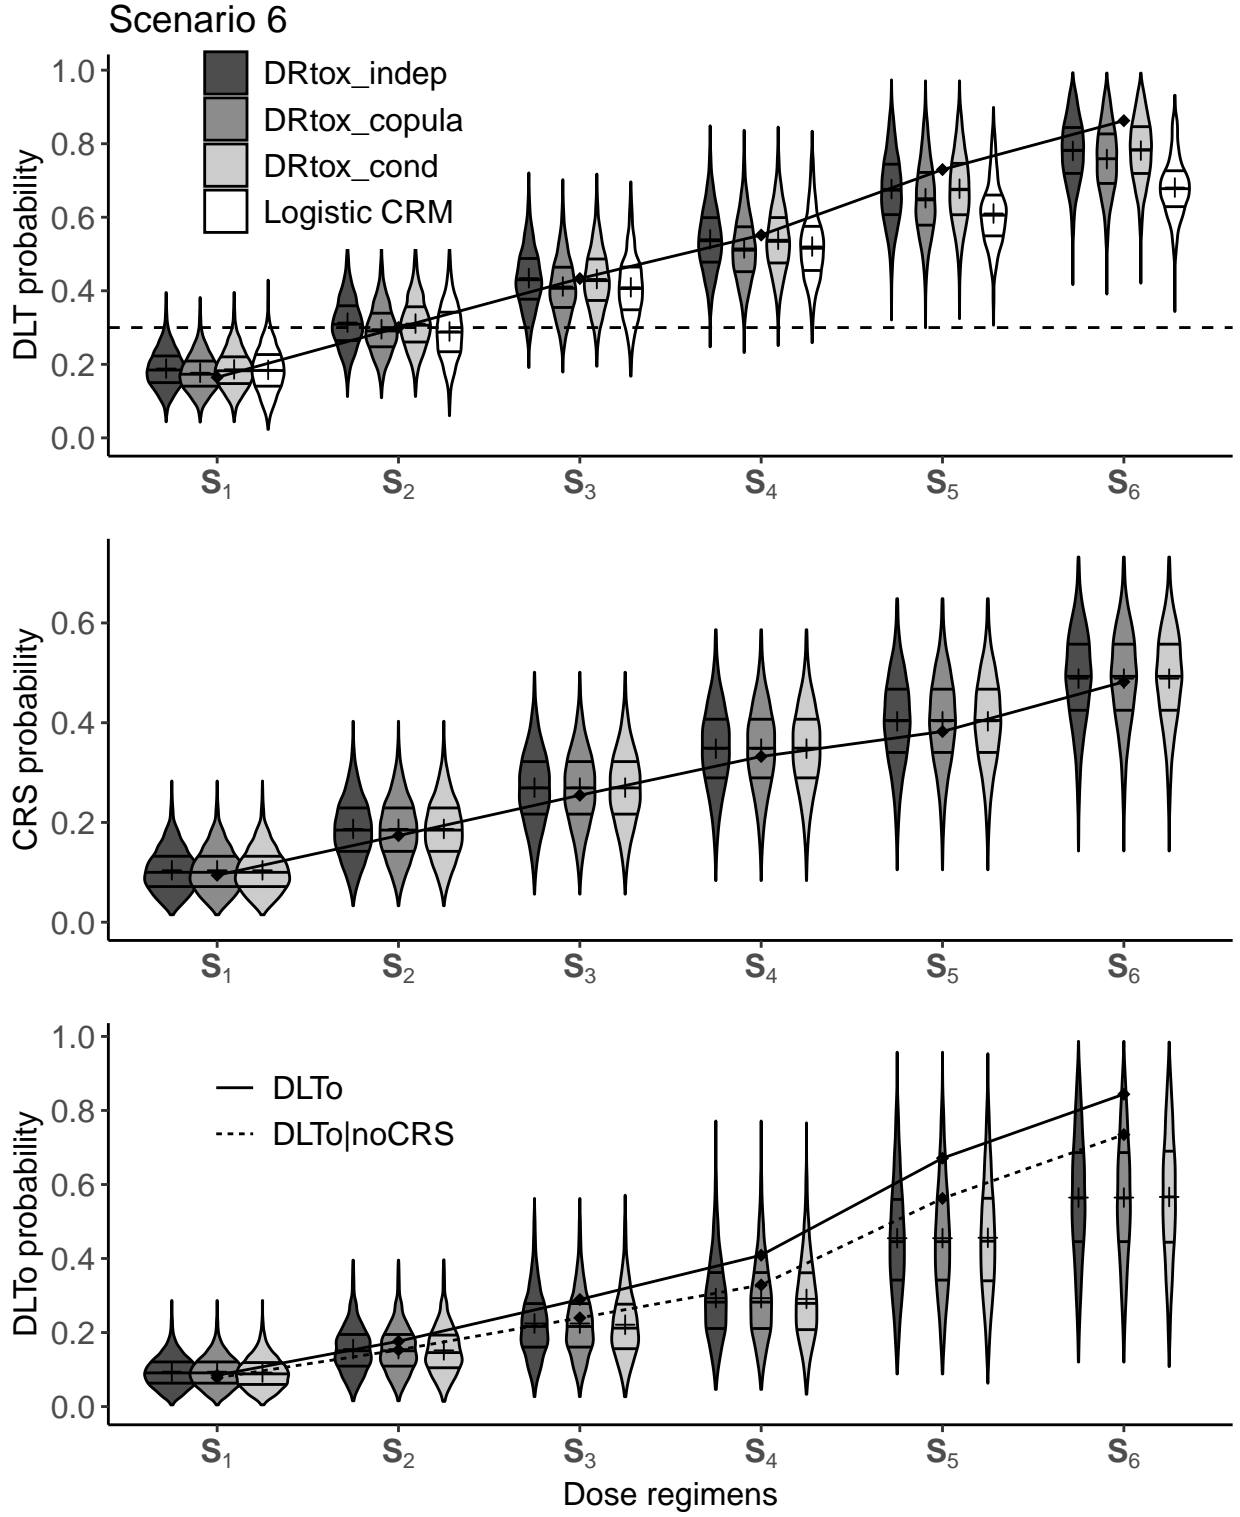 Scenario 6
DRtox_indep
DRtox_copula
DRtox_cond
Logistic CRM
DLT probability
1.0
0.8
0.6
0.4
0.2
0.0
S1 S2 S3 S4 S5 S6
CRS probability
0.6
0.4
0.2
0.0
S1 S2 S3 S4 S5 S6
DLTo probability
1.0
0.8
0.6
0.4
0.2
0.0
DLTo
DLTo|noCRS
S1 S2 S3 S4 S5 S6
Dose regimens